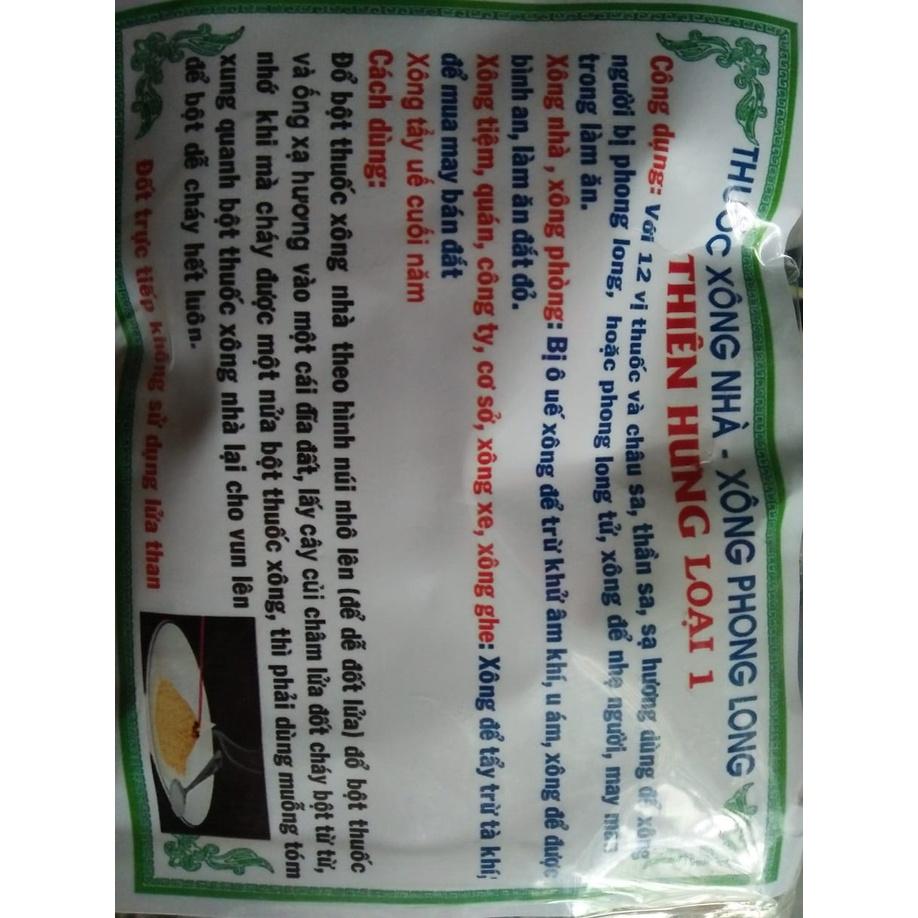 THUỐC XÔNG NHÀ - XÔNG PHONG LONG
THIÊN HƯNG LOẠI 1
Công dụng: Với 12 vị thuốc và châu sa, thần sa, sạ hương dùng để xông
người bị phong long, hoặc phong long tử, xông để nhẹ người, may mắn
trong làm ăn.
Xông nhà , xông phòng: Bị ô uế xông để trừ khử âm khí, u ám, xông để được
bình an, làm ăn đắt đỏ.
Xông tiệm, quán, công ty, cơ sở, xông xe, xông ghe: Xông để tẩy trừ tà khí,
để mua may bán đắt
Xông tẩy uế cuối năm
Cách dùng:
Đổ bột thuốc xông nhà theo hình núi nhô lên (để dễ đốt lửa) đổ bột thuốc
và ống xạ hương vào một cái đĩa đất, lấy cây củi châm lửa đốt cháy bột từ từ,
nhớ khi mà cháy được một nửa bột thuốc xông, thì phải dùng muỗng tóm
xung quanh bột thuốc xông nhà lại cho vun lên
để bột dễ cháy hết luôn.
Đốt trực tiếp không sử dụng lửa than